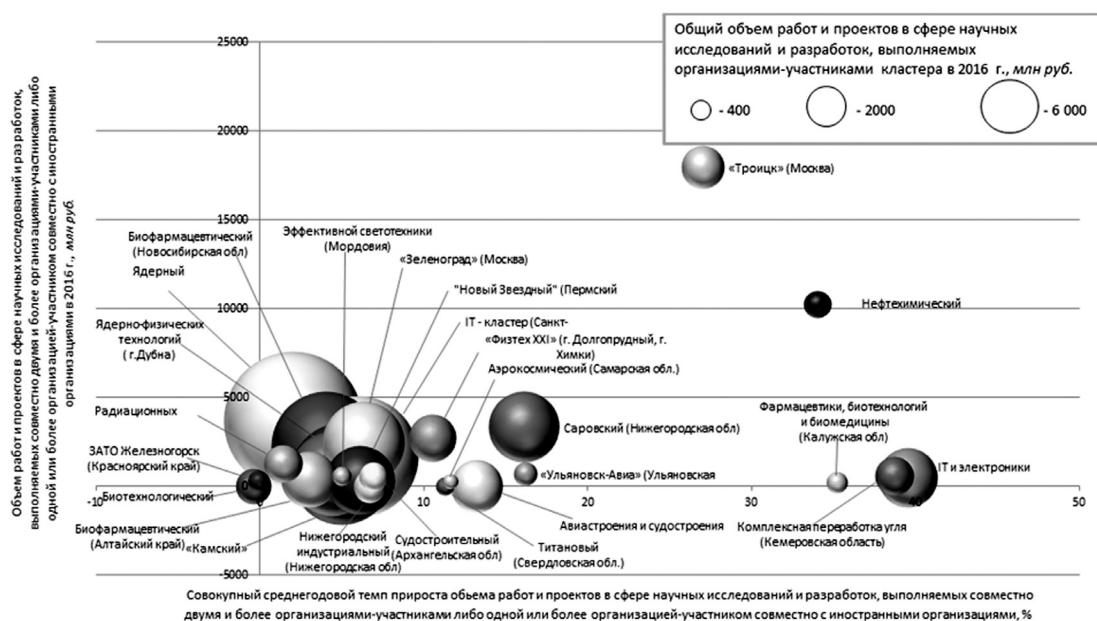 Общий объем работ и проектов в сфере научных
исследований и разработок, выполняемых
организациями-участниками кластера в 2016 г., млн руб.
- 400
- 2000
- 6 000
Объем работ и проектов в сфере научных исследований и разработок,
выполняемых совместно двумя и более организациями-участниками либо
одной или более организацией-участником совместно с иностранными
организациями в 2016 г., млн руб.
25000
20000
15000
10000
5000
0
-5000
-10
0
10
20
30
40
50
«Троицк» (Москва)
Биофармацевтический
(Новосибирская обл)
Эффективной светотехники
(Мордовия)
Ядерный
«Зеленоград» (Москва)
"Новый Звездный" (Пермский
Нефтехимический
Ядерно-физических
технологий
( г.Дубна)
IT - кластер (Санкт-
«Физтех XXI» (г. Долгопрудный, г.
Химки)
Аэрокосмический (Самарская обл.)
Радиационных
Саровский (Нижегородская обл)
Фармацевтики, биотехнологий
и биомедицины
(Калужская обл)
ЗАТО Железногорск
(Красноярский край)
«Ульяновск-Авиа» (Ульяновская
IT и электроники
Биотехнологический
Биофармацевтический
(Алтайский край)
«Камский»
Нижегородский
индустриальный
(Нижегородская обл)
Судостроительный
(Архангельская обл)
Титановый
(Свердловская обл.)
Авиастроения и судостроения
Комплексная переработка угля
(Кемеровская область)
Совокупный среднегодовой темп прироста обьема работ и проектов в сфере научных исследований и разработок, выполняемых совместно
двумя и более организациями-участниками либо одной или более организацией-участником совместно с иностранными организациями, %